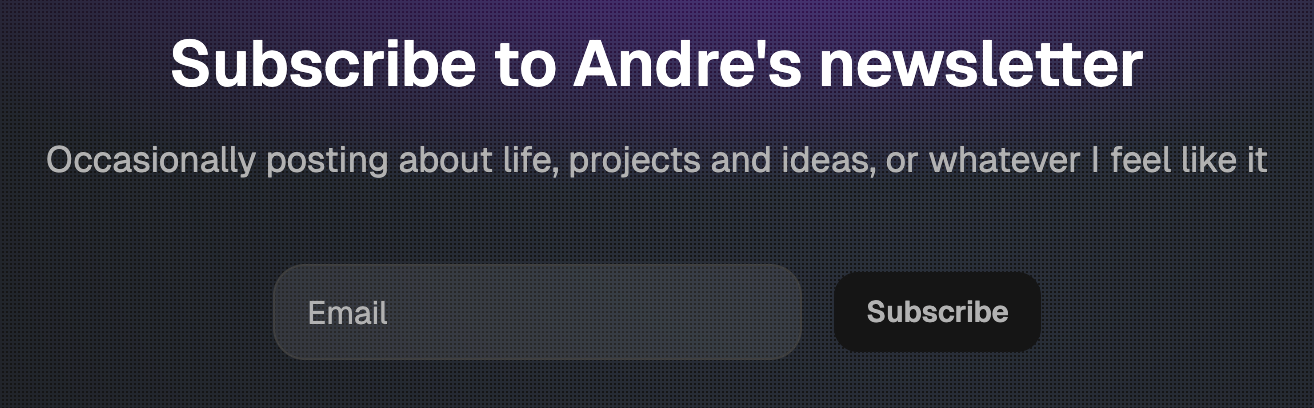 Subscribe to Andre's newsletter
Occasionally posting about life, projects and ideas, or whatever I feel like it
Email
Subscribe